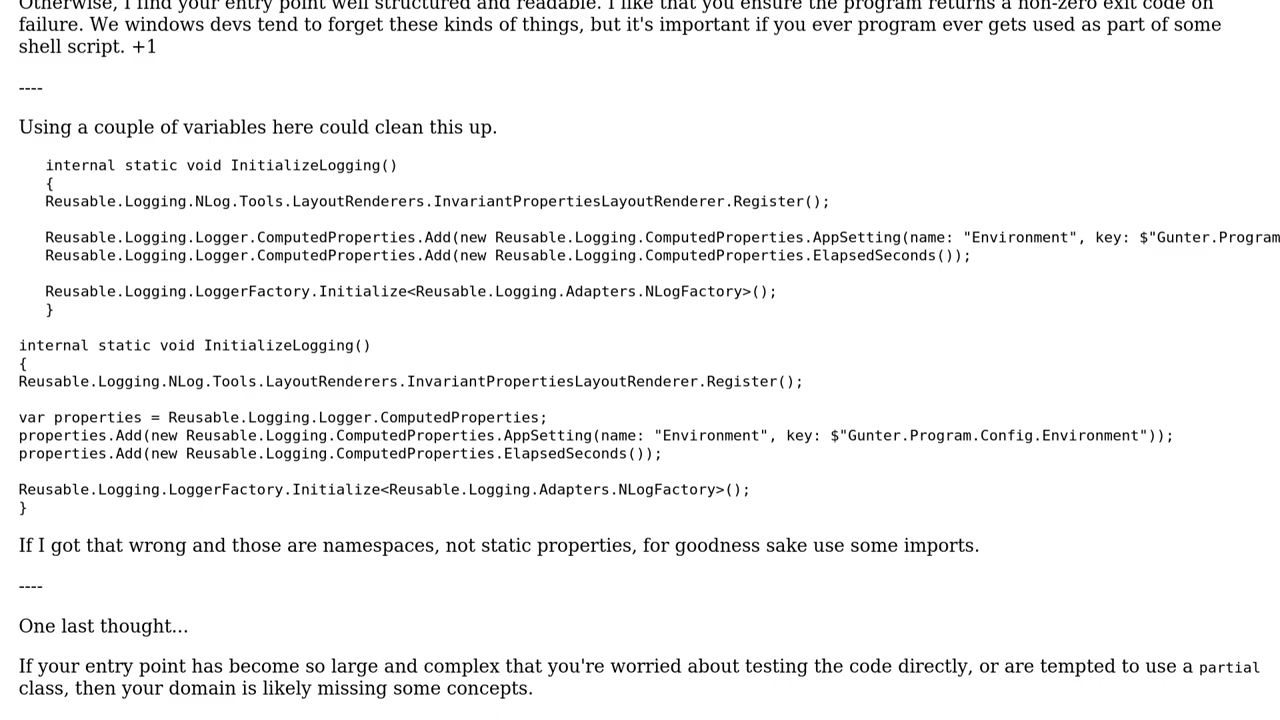 Otherwise, I find your entry point well structured and readable. I like that you ensure the program returns a non-zero exit code on
failure. We windows devs tend to forget these kinds of things, but it's important if you ever program ever gets used as part of some
shell script. +1
----
Using a couple of variables here could clean this up.
internal static void InitializeLogging()
{
Reusable.Logging.NLog.Tools.LayoutRenderers.InvariantPropertiesLayoutRenderer.Register();
Reusable.Logging.Logger.ComputedProperties.Add(new Reusable.Logging.ComputedProperties.AppSetting(name: "Environment", key: $"Gunter.Program
Reusable.Logging.Logger.ComputedProperties.Add(new Reusable.Logging.ComputedProperties.ElapsedSeconds());
Reusable.Logging.LoggerFactory.Initialize<Reusable.Logging.Adapters.NLogFactory>();
}
internal static void InitializeLogging()
{
Reusable.Logging.NLog.Tools.LayoutRenderers.InvariantPropertiesLayoutRenderer.Register();
var properties = Reusable.Logging.Logger.ComputedProperties;
properties.Add(new Reusable.Logging.ComputedProperties.AppSetting(name: "Environment", key: $"Gunter.Program.Config.Environment"));
properties.Add(new Reusable.Logging.ComputedProperties.ElapsedSeconds());
Reusable.Logging.LoggerFactory.Initialize<Reusable.Logging.Adapters.NLogFactory>();
}
If I got that wrong and those are namespaces, not static properties, for goodness sake use some imports.
----
One last thought...
If your entry point has become so large and complex that you're worried about testing the code directly, or are tempted to use a partial
class, then your domain is likely missing some concepts.